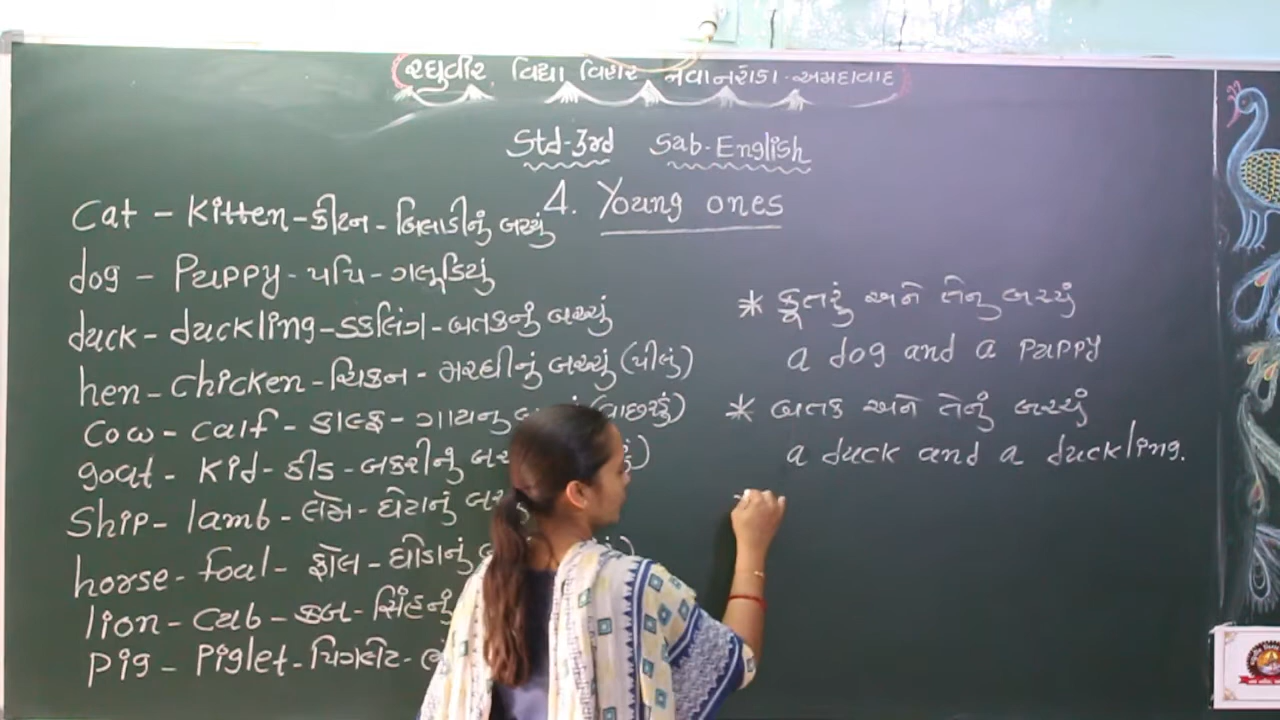 રઘુવીર વિદ્યા વિહાર નવાનરોડા-અમદાવાદ
Std-3rd Sab-English
4. Young ones
Cat - Kitten - કીટન - બિલાડીનું બચ્ચું
dog - Puppy - પપિ - ગલૂડિયું
duck - duckling - ડકલિંગ - બતકનું બચ્ચું
hen - Chicken - ચિકન - મરઘીનું બચ્ચું (પીલું)
Cow - Calf - કાલ્ફ - ગાયનુ (વાછરડું)
goat - Kid - કીડ - બકરીનું
Ship - lamb - લેમ્બ - ઘેટાનું
horse - foal - ફોલ - ઘોડાનું
lion - Cub - કબ - સિંહનું
Pig - Piglet - પિગલેટ -
* કૂતરું અને તેનુ બચ્ચું
a dog and a Puppy
* બતક અને તેનું બચ્ચું
a duck and a duckling.